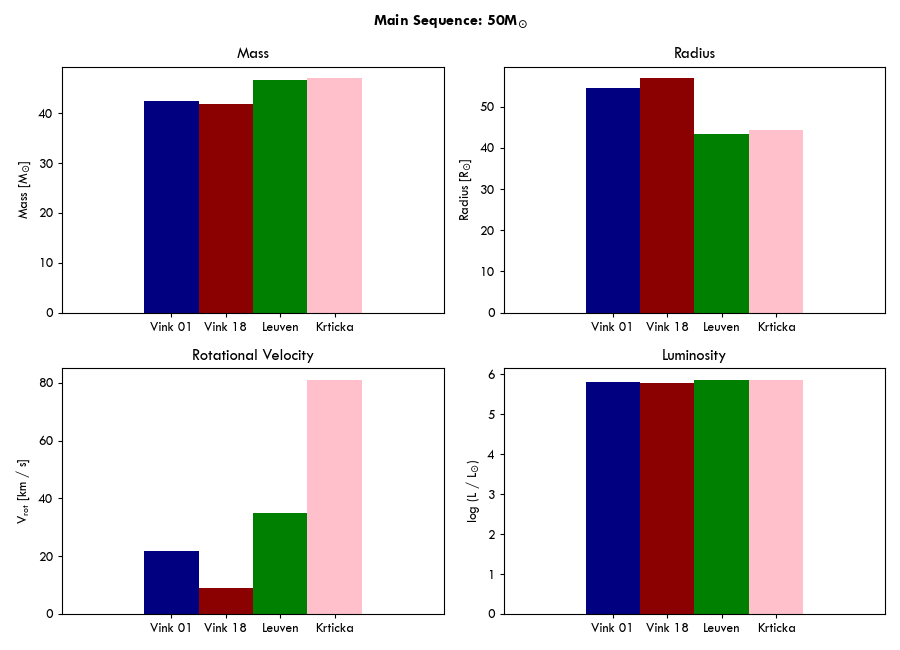 Main Sequence: 50M☉
Mass
Mass [M☉]
40
30
20
10
0
Vink 01 Vink 18 Leuven Krticka
Radius
Radius [R☉]
50
40
30
20
10
0
Vink 01 Vink 18 Leuven Krticka
Rotational Velocity
Vrot [km / s]
80
60
40
20
0
Vink 01 Vink 18 Leuven Krticka
Luminosity
log (L / L☉)
6
5
4
3
2
1
0
Vink 01 Vink 18 Leuven Krticka